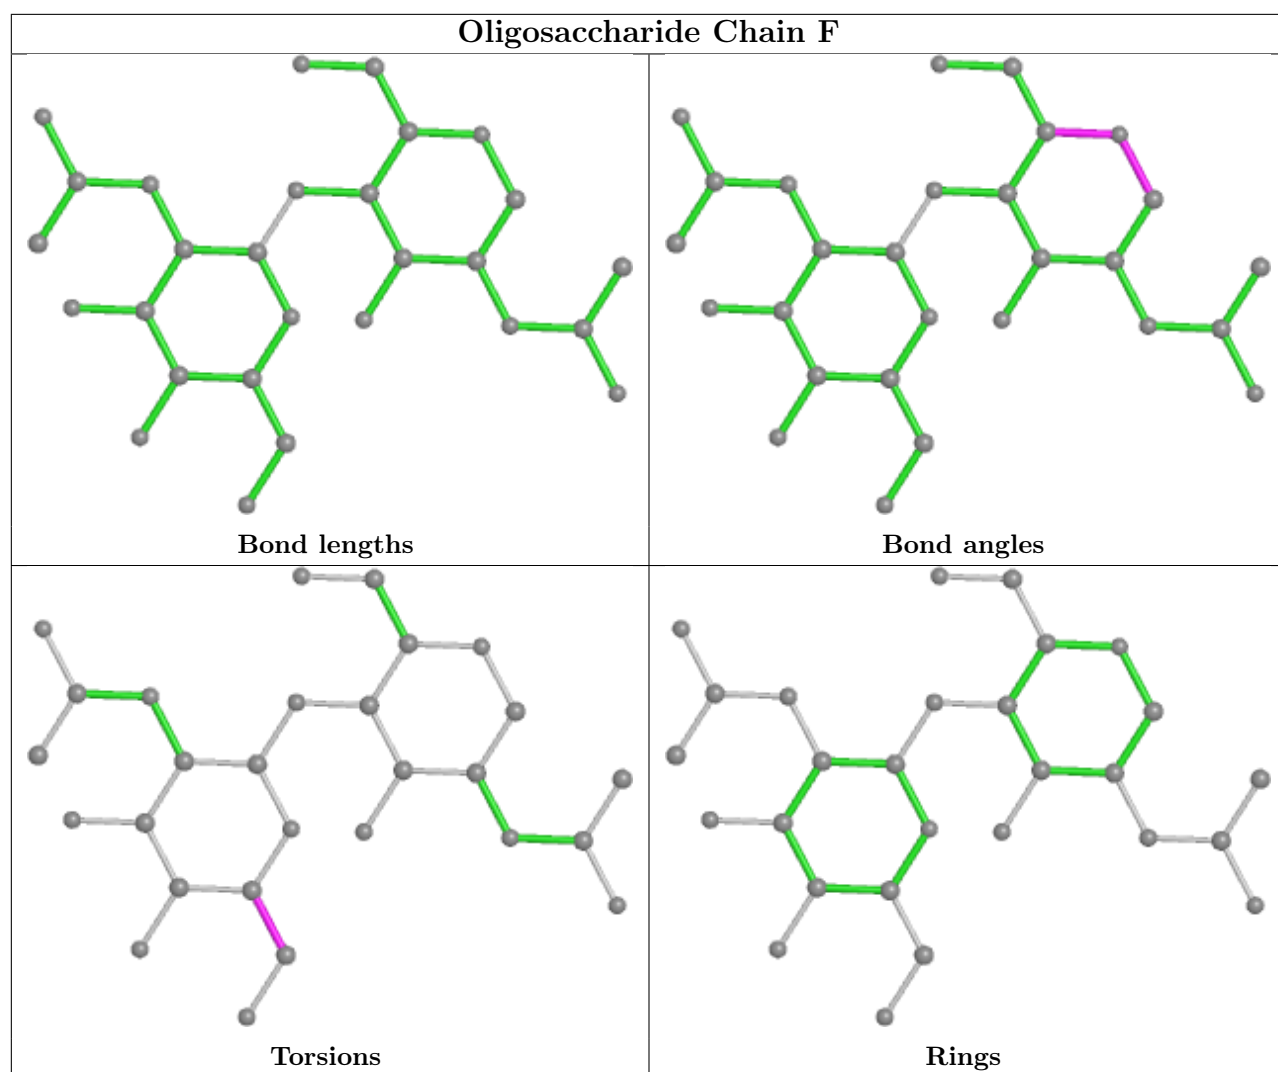 Oligosaccharide Chain F
Bond lengths
Bond angles
Torsions
Rings